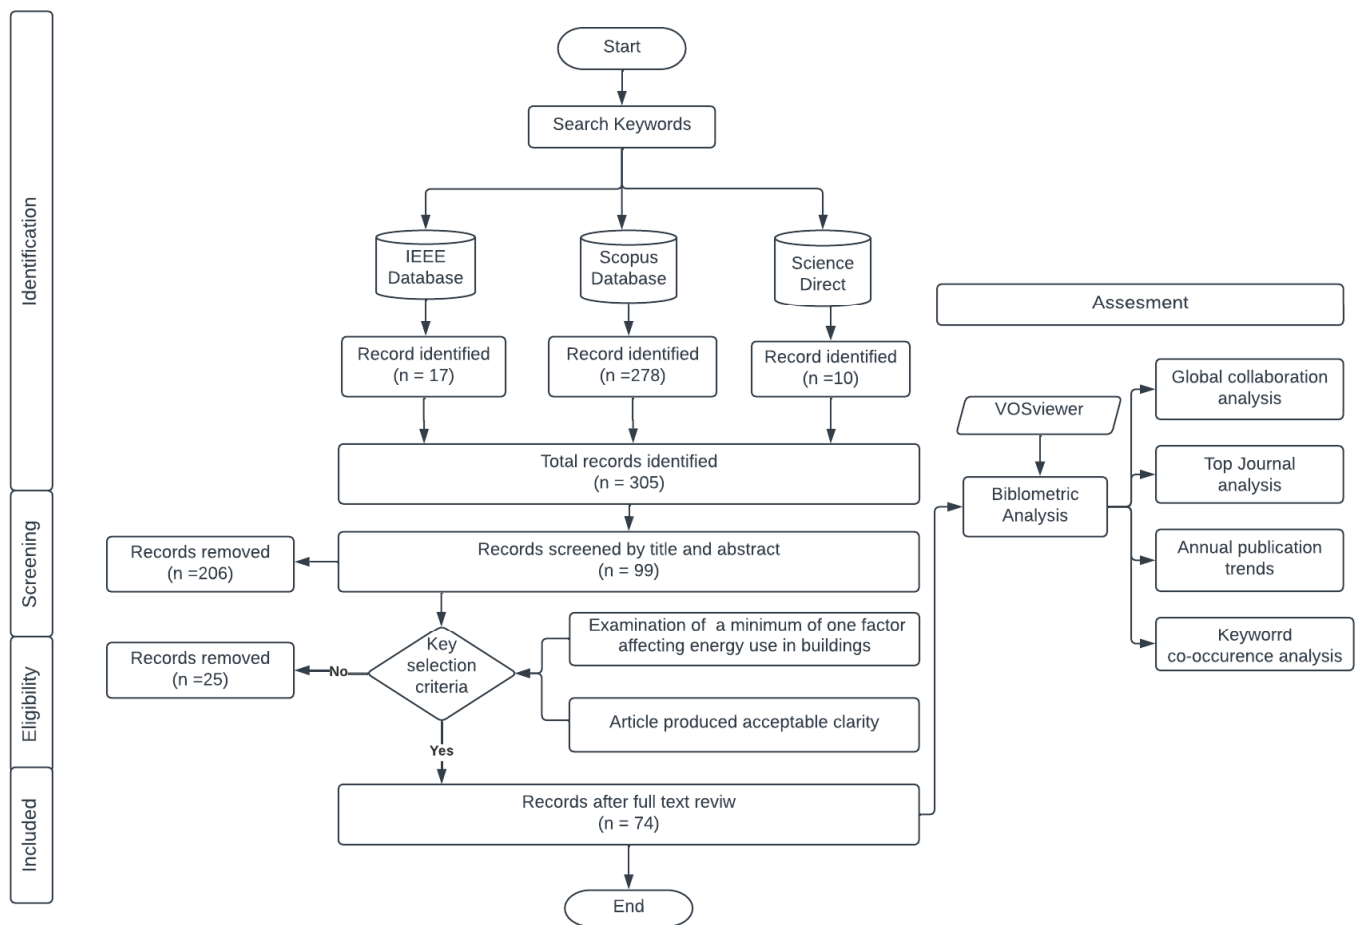 Identification
Screening
Eligibility
Included
Start
Search Keywords
IEEE
Database
Scopus
Database
Science
Direct
Record identified
(n = 17)
Record identified
(n =278)
Record identified
(n =10)
Total records identified
(n = 305)
Records screened by title and abstract
(n = 99)
Records removed
(n =206)
Key
selection
criteria
No
Records removed
(n =25)
Examination of a minimum of one factor
affecting energy use in buildings
Article produced acceptable clarity
Yes
Records after full text reviw
(n = 74)
End
Assesment
VOSviewer
Biblometric
Analysis
Global collaboration
analysis
Top Journal
analysis
Annual publication
trends
Keyworrd
co-occurence analysis